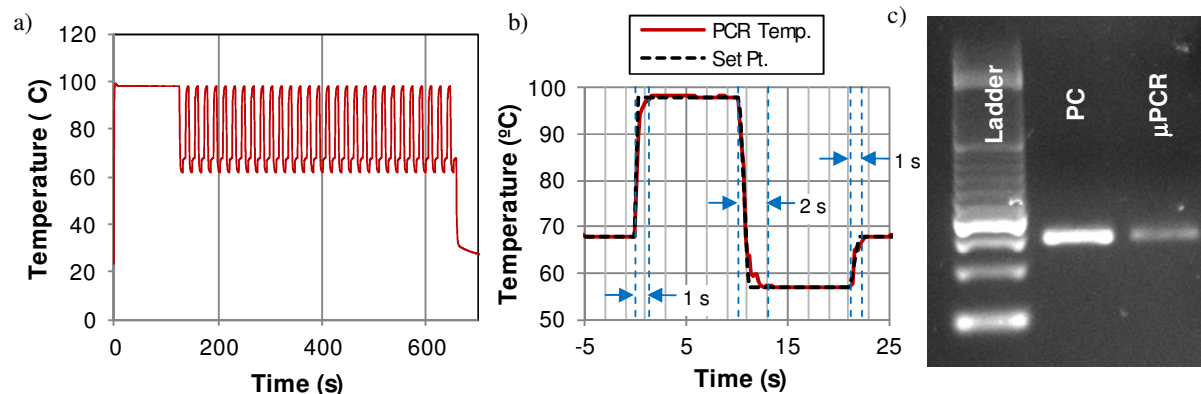 a)
Temperature ( C)
120
100
80
60
40
20
0
0
200
400
600
Time (s)
b)
PCR Temp.
Set Pt.
Temperature (ºC)
100
90
80
70
60
50
1 s
2 s
1 s
-5
5
15
25
Time (s)
c)
Ladder
PC
µPCR